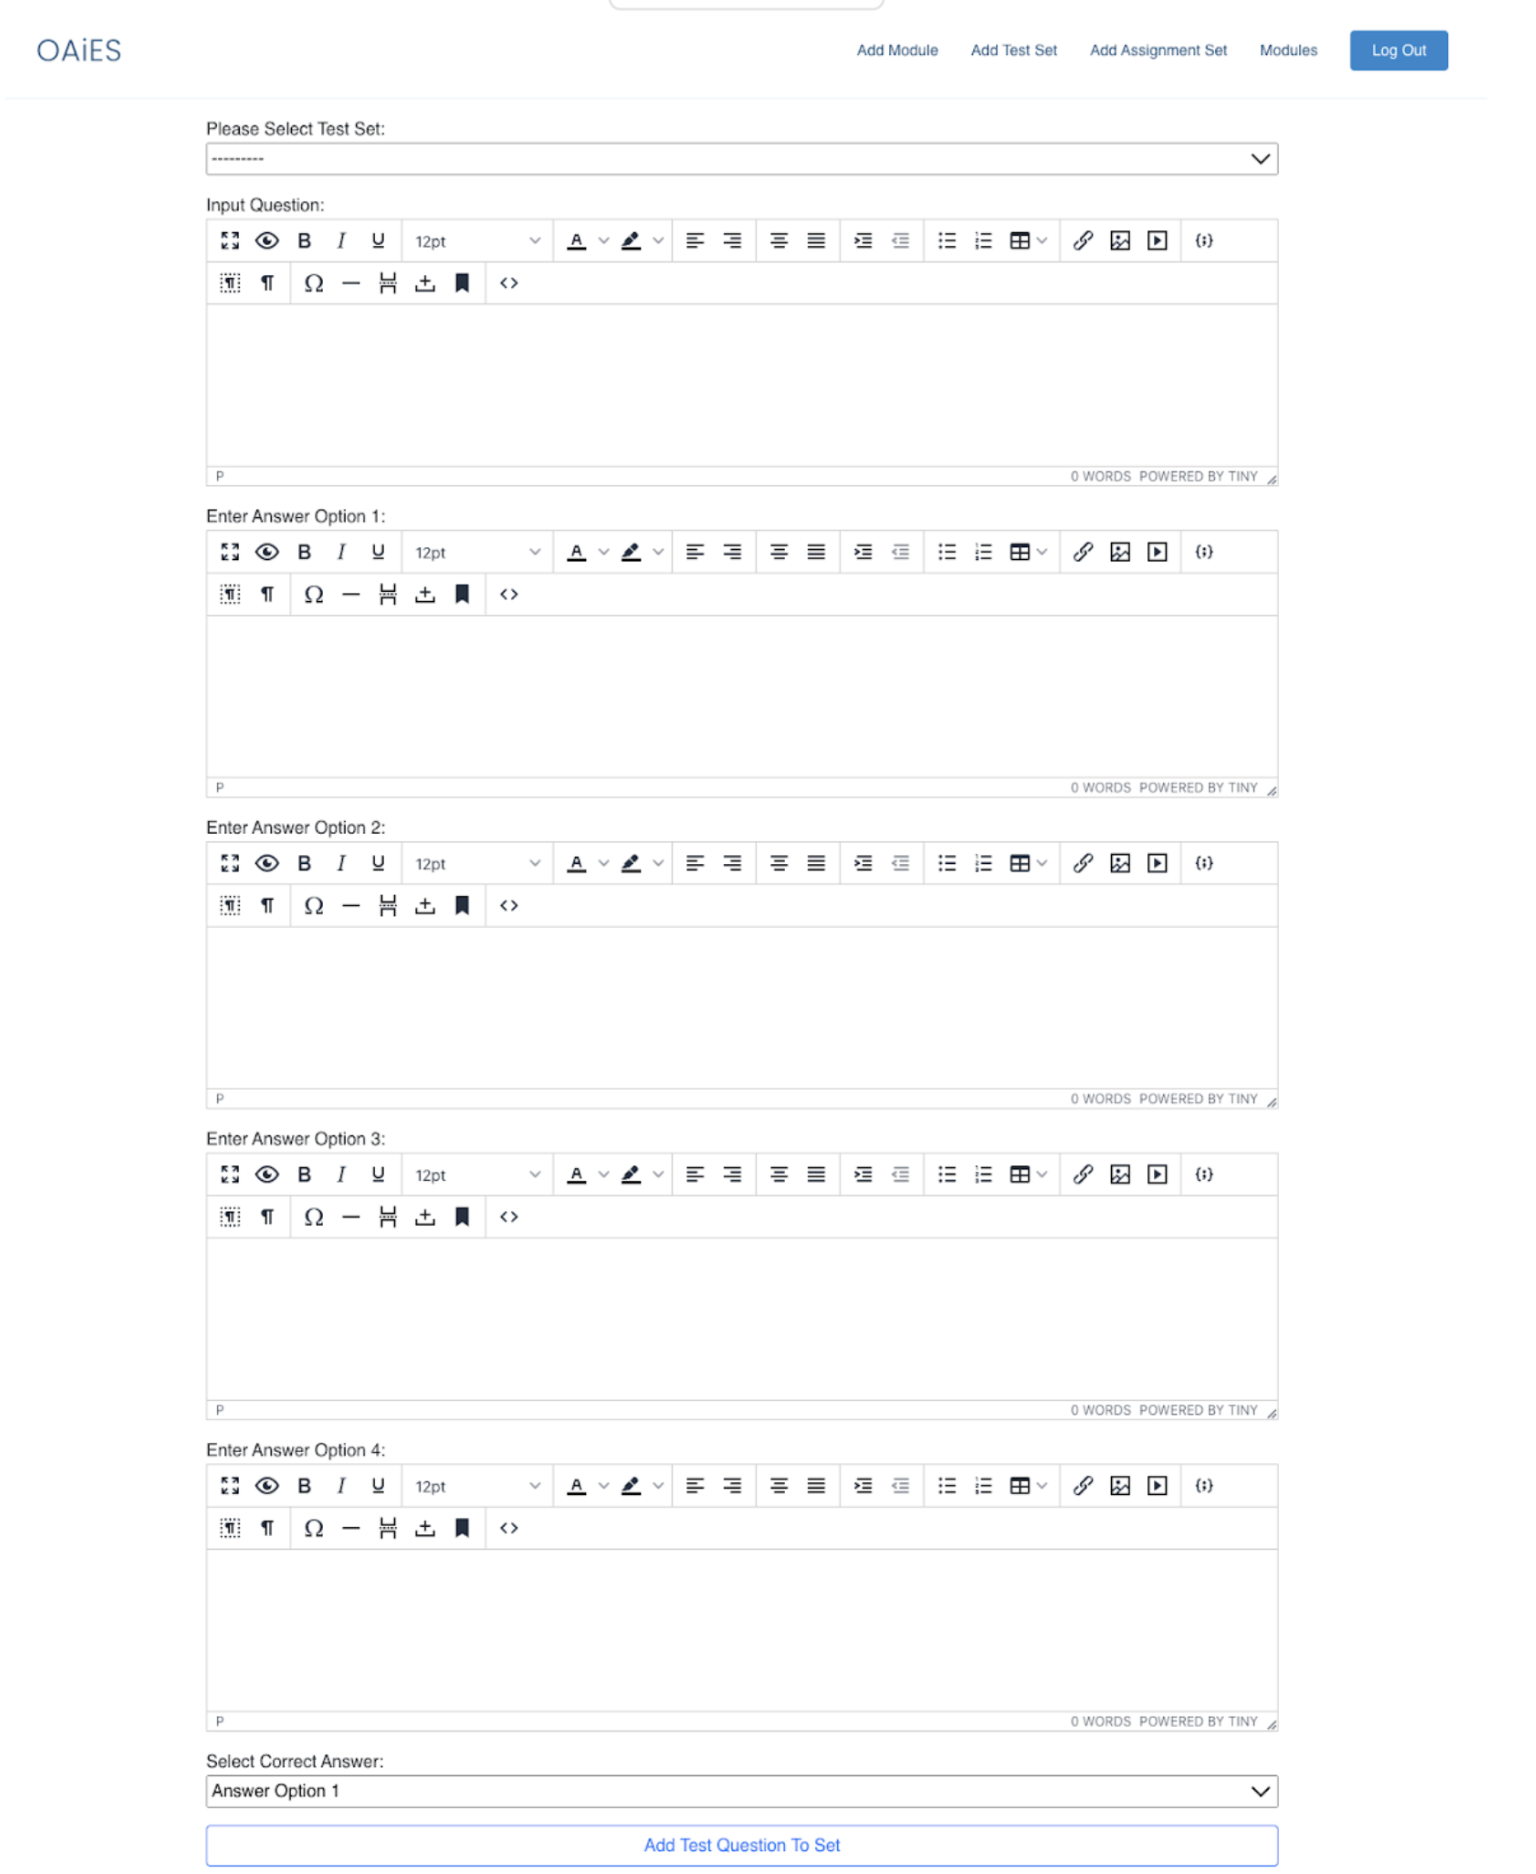 OAiES
Add Module Add Test Set Add Assignment Set Modules Log Out
Please Select Test Set:
---------
Input Question:
B I U 12pt A
Ω
P 0 WORDS POWERED BY TINY
Enter Answer Option 1:
B I U 12pt A
Ω
P 0 WORDS POWERED BY TINY
Enter Answer Option 2:
B I U 12pt A
Ω
P 0 WORDS POWERED BY TINY
Enter Answer Option 3:
B I U 12pt A
Ω
P 0 WORDS POWERED BY TINY
Enter Answer Option 4:
B I U 12pt A
Ω
P 0 WORDS POWERED BY TINY
Select Correct Answer:
Answer Option 1
Add Test Question To Set